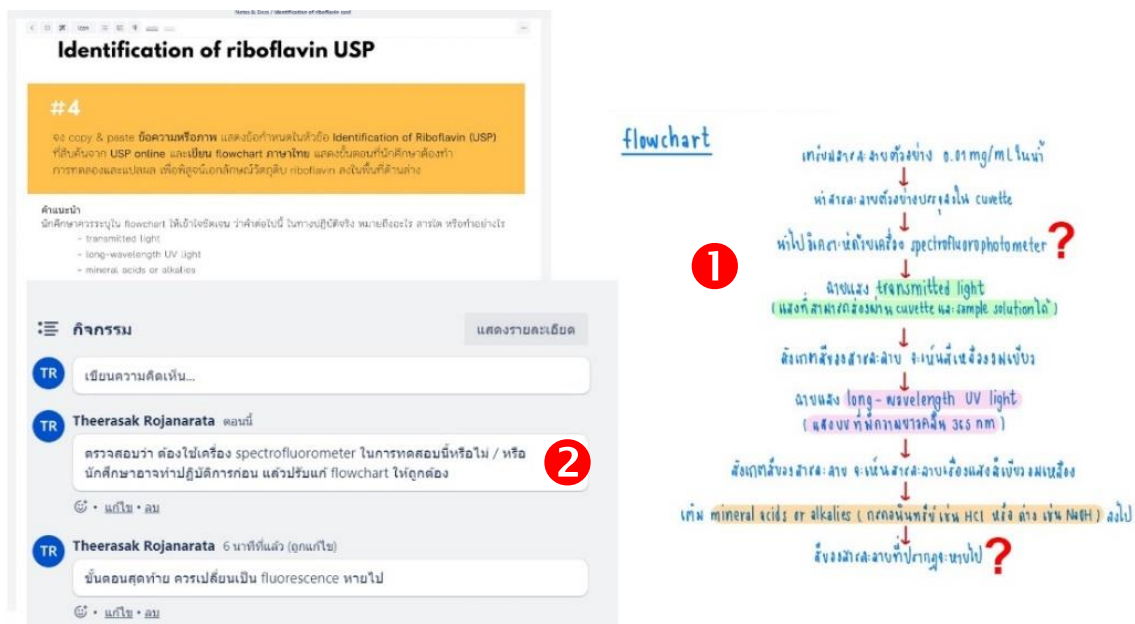 Notes & Docs / Identification of riboflavin usp
Identification of riboflavin USP
#4
จง copy & paste ข้อความหรือภาพ แสดงข้อกำหนดในหัวข้อ Identification of Riboflavin (USP)
ที่สืบค้นจาก USP online และเขียน flowchart ภาษาไทย แสดงขั้นตอนที่นักศึกษาต้องทำ
การทดลองและแปลผล เพื่อพิสูจน์เอกลักษณ์วัตถุดิบ riboflavin ลงในพื้นที่ด้านล่าง
คำแนะนำ
นักศึกษาควรระบุใน flowchart ให้เข้าใจชัดเจน ว่าคำต่อไปนี้ ในทางปฏิบัติจริง หมายถึงอะไร สารใด หรือทำอย่างไร
- transmitted light
- long-wavelength UV light
- mineral acids or alkalies
กิจกรรม
แสดงรายละเอียด
TR
เขียนความคิดเห็น...
TR
Theerasak Rojanarata ตอนนี้
ตรวจสอบว่า ต้องใช้เครื่อง spectrofluorometer ในการทดสอบนี้หรือไม่ / หรือ
นักศึกษาอาจทำปฏิบัติการก่อน แล้วปรับแก้ flowchart ให้ถูกต้อง
2
แก้ไข • ลบ
TR
Theerasak Rojanarata 6 นาทีที่แล้ว (ถูกแก้ไข)
ขั้นตอนสุดท้าย ควรเปลี่ยนเป็น fluorescence หายไป
แก้ไข • ลบ
flowchart
เตรียมสารละลายตัวอย่าง 0.01 mg/mL ในน้ำ
นำสารละลายตัวอย่างบรรจุลงใน cuvette
นำไปวิเคราะห์ด้วยเครื่อง spectrofluorophotometer ?
1
ฉายแสง transmitted light
(แสงที่สามารถส่องผ่าน cuvette และ sample solution ได้)
สังเกตสีของสารละลาย จะเห็นสีเหลืองอมเขียว
ฉายแสง long-wavelength UV light
(แสง UV ที่มีความยาวคลื่น 365 nm)
สังเกตสีของสารละลาย จะเห็นสารละลายเรืองแสงสีเขียวอมเหลือง
เติม mineral acids or alkalies (กรดอนินทรีย์ เช่น HCl หรือ ด่าง เช่น NaOH) ลงไป
สีของสารละลายที่ปรากฏจะหายไป ?